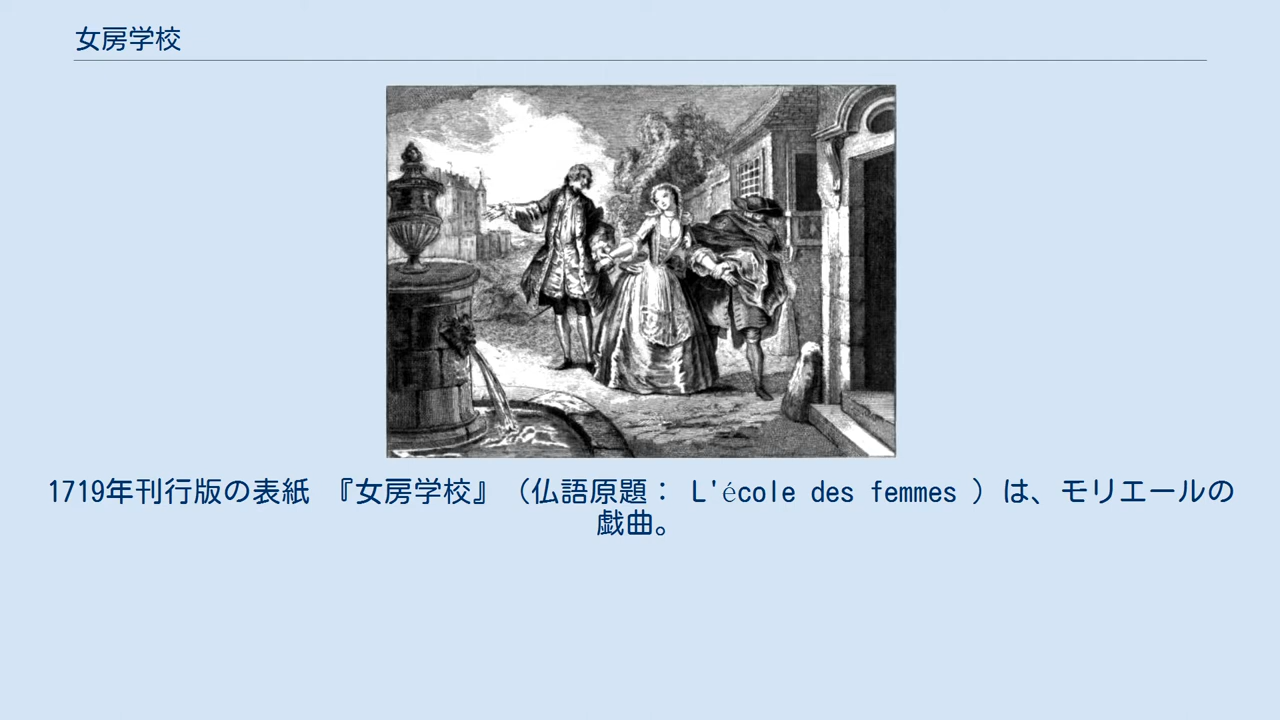 女房学校
1719年刊行版の表紙 『女房学校』（仏語原題： L'école des femmes ）は、モリエールの
戯曲。